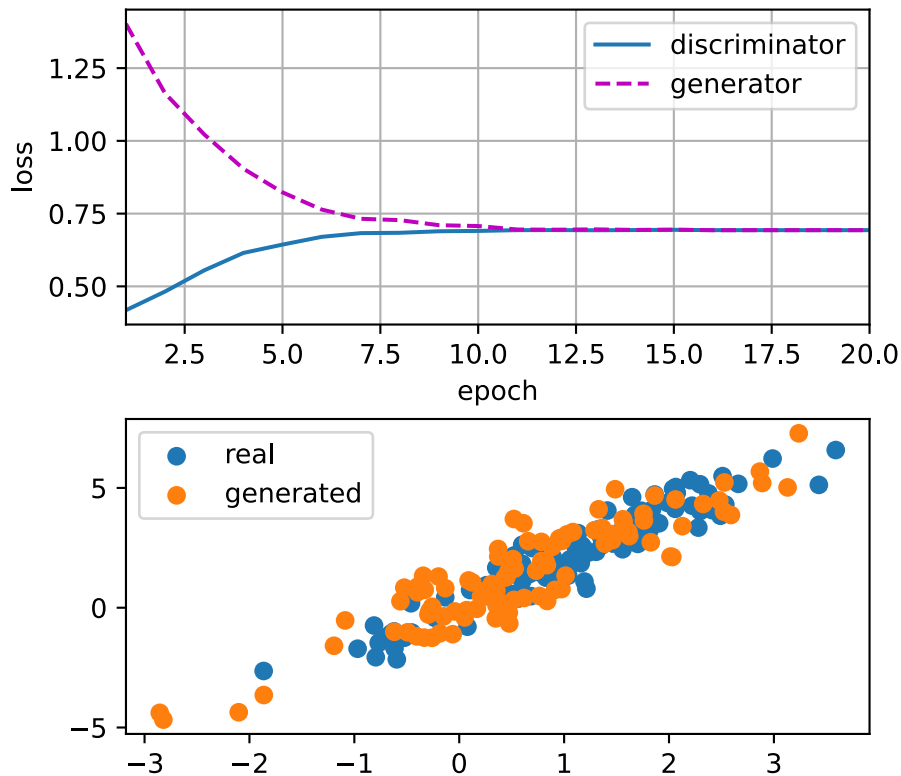 discriminator
generator
1.25
1.00
0.75
0.50
loss
2.5 5.0 7.5 10.0 12.5 15.0 17.5 20.0
epoch
real
generated
5
0
−5
−3 −2 −1 0 1 2 3